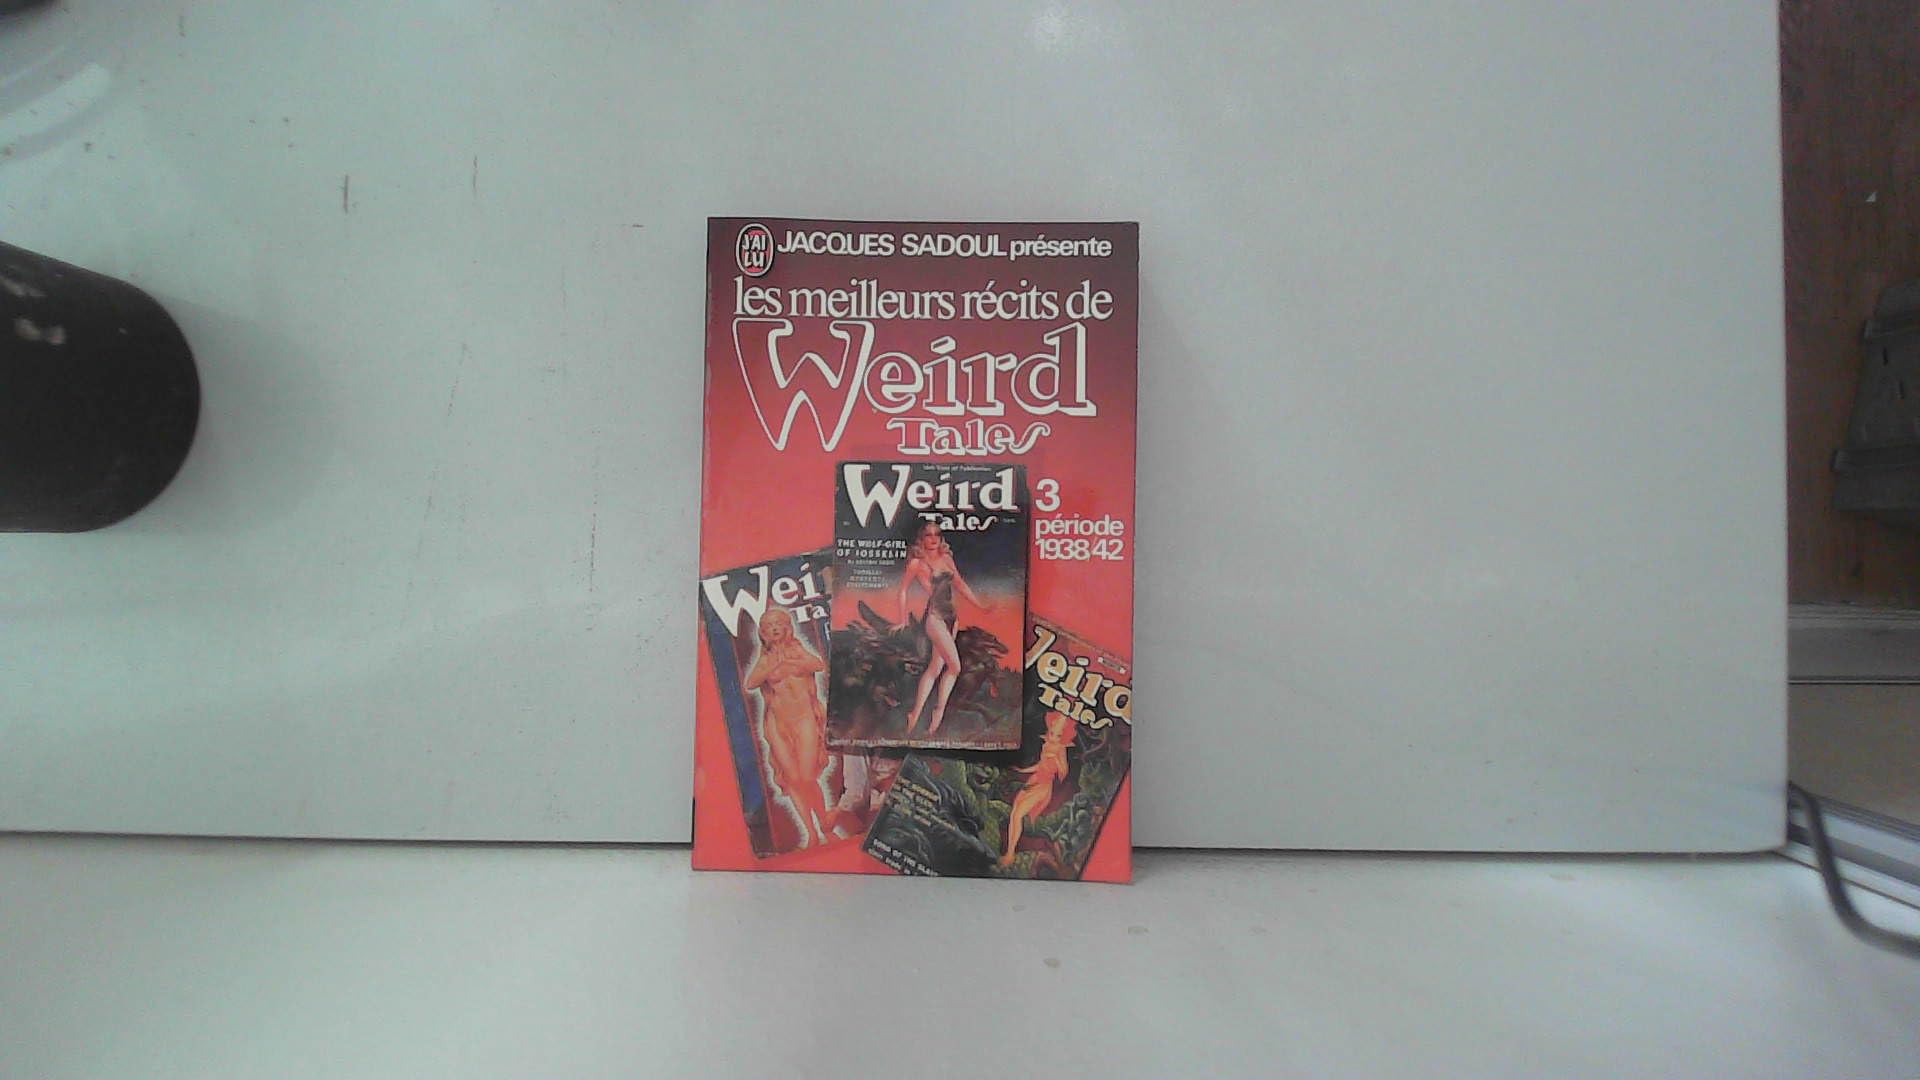 J'AI LU
JACQUES SADOUL présente
les meilleurs récits de
Weird
Tales
3
période
1938/42
Weird
Tales
THE WOLF-GIRL
OF JOSSELIN
Wei
Ta
Weird
Tales